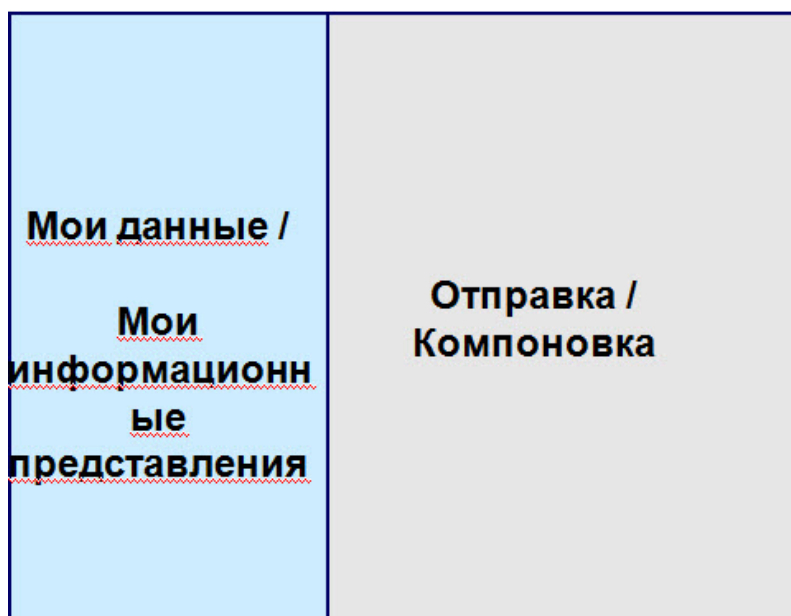 Мои данные /
Мои
информационн
ые
представления
Отправка /
Компоновка